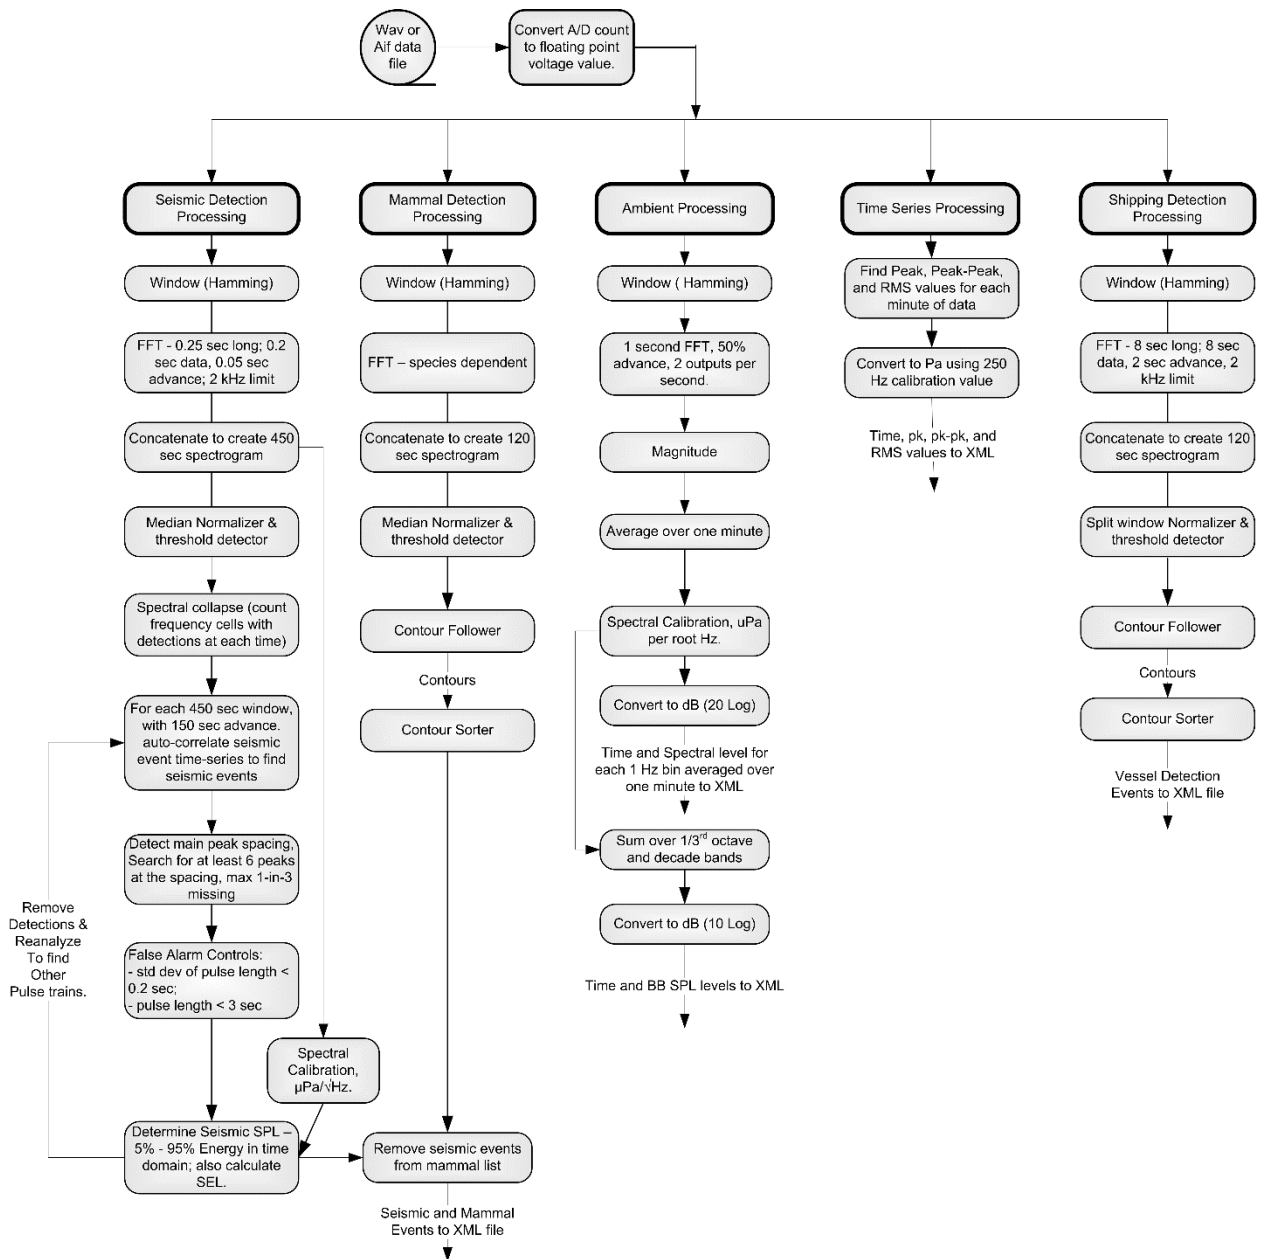 Wav or
Aif data
file
Convert A/D count
to floating point
voltage value.
Seismic Detection
Processing
Window (Hamming)
FFT - 0.25 sec long; 0.2
sec data, 0.05 sec
advance; 2 kHz limit
Concatenate to create 450
sec spectrogram
Median Normalizer &
threshold detector
Spectral collapse (count
frequency cells with
detections at each time)
For each 450 sec window,
with 150 sec advance.
auto-correlate seismic
event time-series to find
seismic events
Detect main peak spacing,
Search for at least 6 peaks
at the spacing, max 1-in-3
missing
False Alarm Controls:
- std dev of pulse length <
0.2 sec;
- pulse length < 3 sec
Remove
Detections &
Reanalyze
To find
Other
Pulse trains.
Spectral
Calibration,
µPa/√Hz.
Determine Seismic SPL –
5% - 95% Energy in time
domain; also calculate
SEL.
Mammal Detection
Processing
Window (Hamming)
FFT – species dependent
Concatenate to create 120
sec spectrogram
Median Normalizer &
threshold detector
Contour Follower
Contours
Contour Sorter
Remove seismic events
from mammal list
Seismic and Mammal
Events to XML file
Ambient Processing
Window ( Hamming)
1 second FFT, 50%
advance, 2 outputs per
second.
Magnitude
Average over one minute
Spectral Calibration, uPa
per root Hz.
Convert to dB (20 Log)
Time and Spectral level for
each 1 Hz bin averaged over
one minute to XML
Sum over 1/3rd octave
and decade bands
Convert to dB (10 Log)
Time and BB SPL levels to XML
Time Series Processing
Find Peak, Peak-Peak,
and RMS values for each
minute of data
Convert to Pa using 250
Hz calibration value
Time, pk, pk-pk, and
RMS values to XML
Shipping Detection
Processing
Window (Hamming)
FFT - 8 sec long; 8 sec
data, 2 sec advance, 2
kHz limit
Concatenate to create 120
sec spectrogram
Split window Normalizer &
threshold detector
Contour Follower
Contours
Contour Sorter
Vessel Detection
Events to XML file